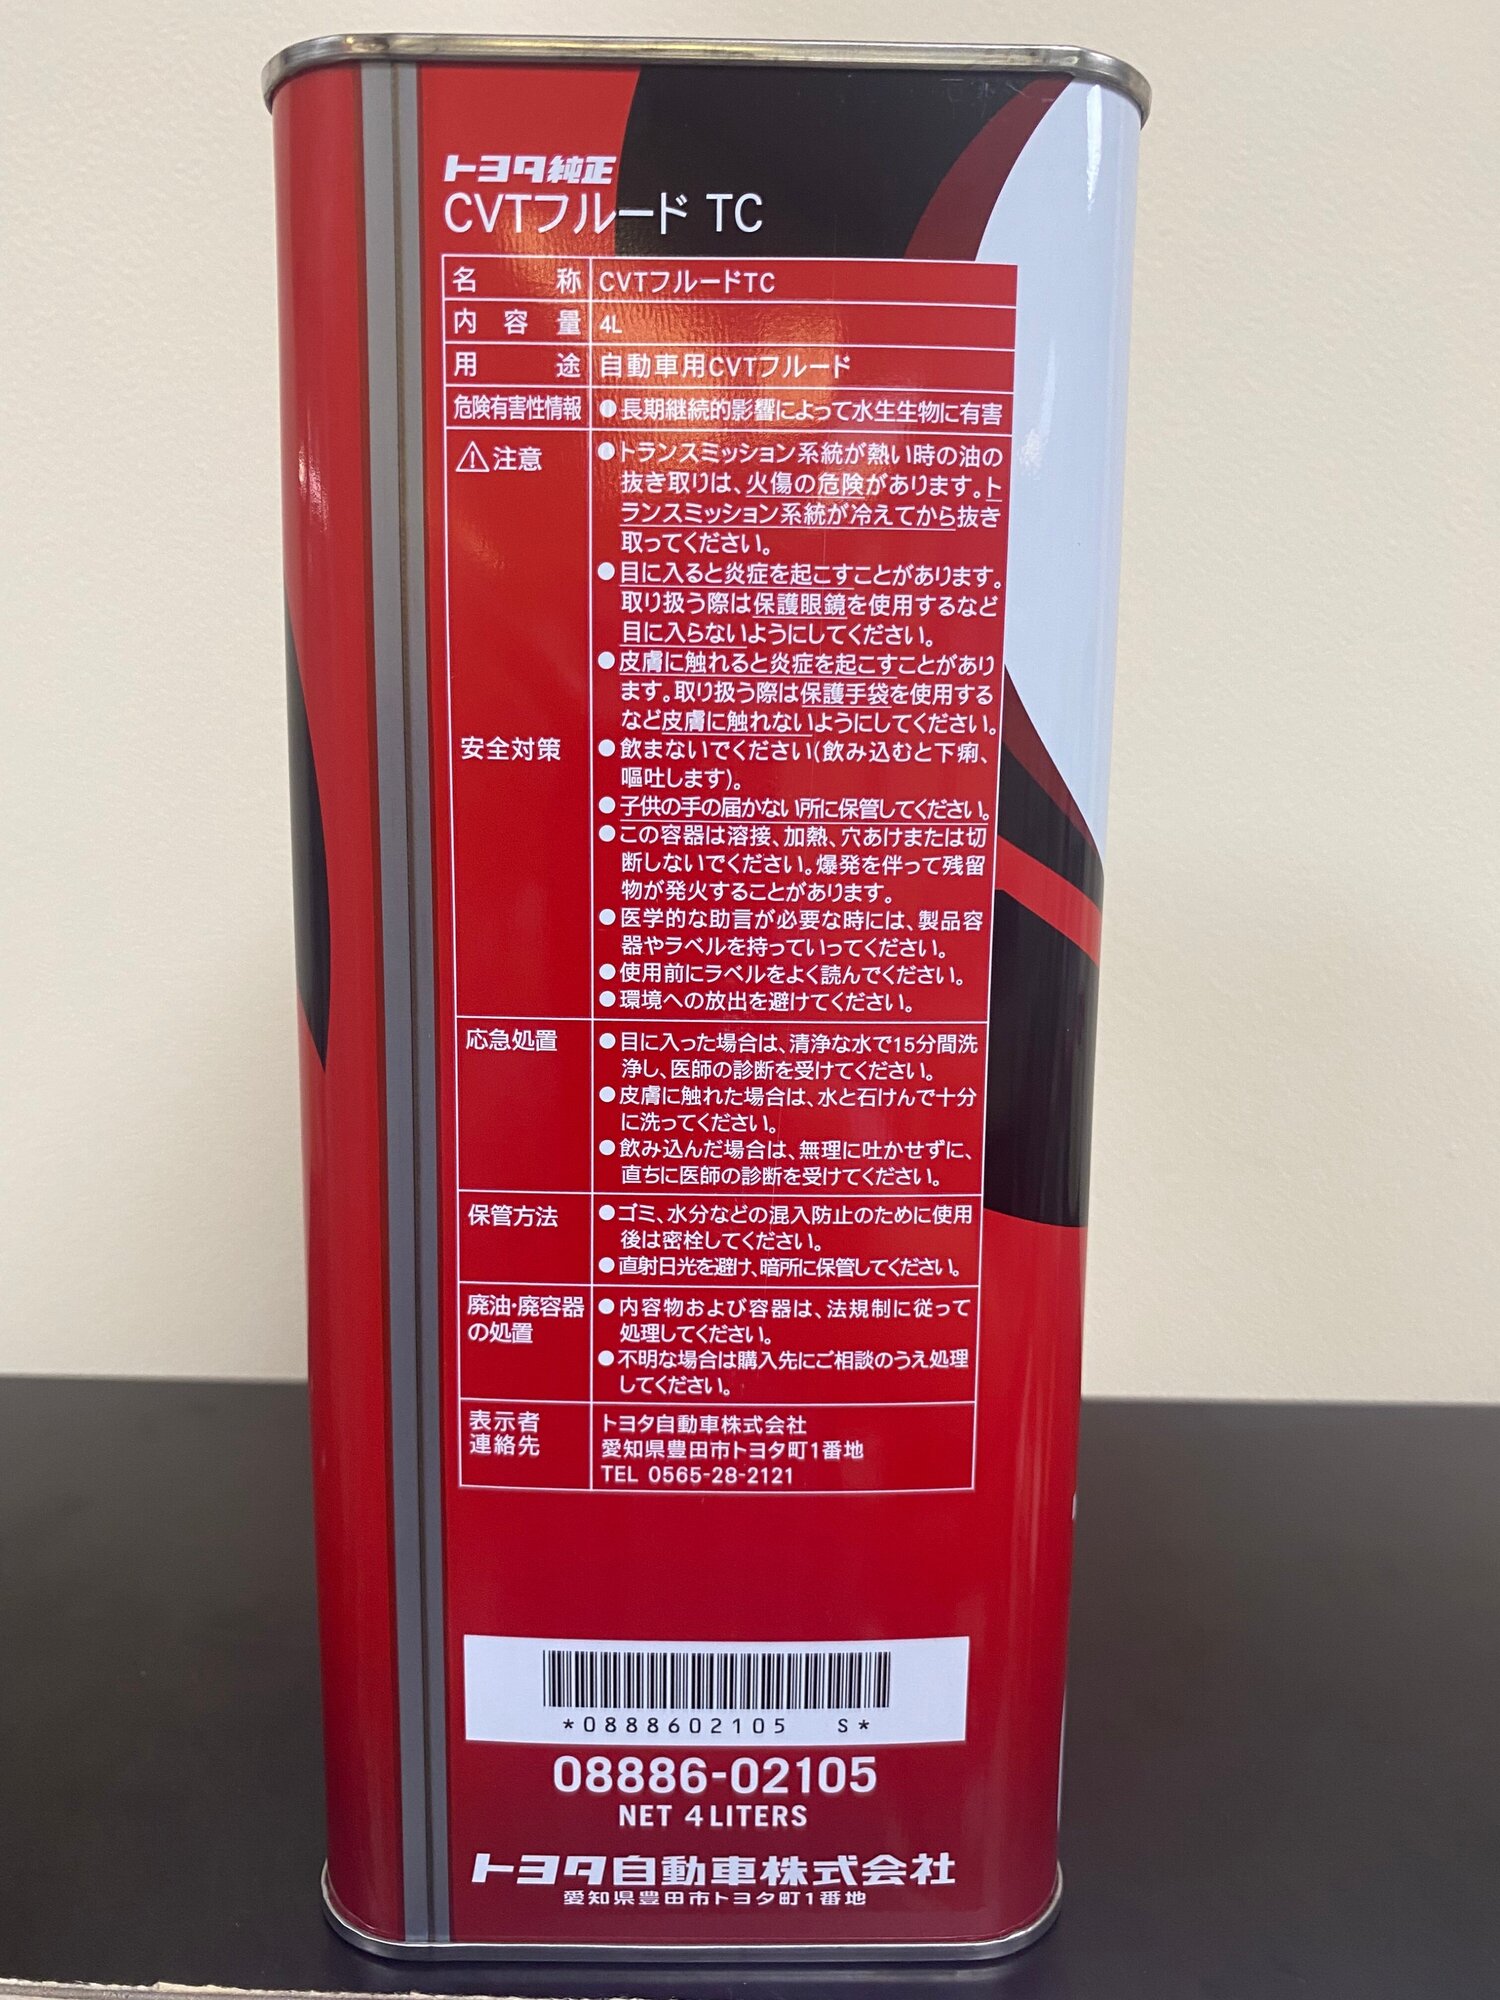 トヨタ純正
CVTフルード TC
名称 CVTフルードTC
内容量 4L
用途 自動車用CVTフルード
危険有害性情報 ●長期継続的影響によって水生生物に有害
⚠注意
安全対策
●トランスミッション系統が熱い時の油の
抜き取りは、火傷の危険があります。ト
ランスミッション系統が冷えてから抜き
取ってください。
●目に入ると炎症を起こすことがあります。
取り扱う際は保護眼鏡を使用するなど
目に入らないようにしてください。
●皮膚に触れると炎症を起こすことがあり
ます。取り扱う際は保護手袋を使用する
など皮膚に触れないようにしてください。
●飲まないでください(飲み込むと下痢、
嘔吐します)。
●子供の手の届かない所に保管してください。
●この容器は溶接、加熱、穴あけまたは切
断しないでください。爆発を伴って残留
物が発火することがあります。
●医学的な助言が必要な時には、製品容
器やラベルを持っていってください。
●使用前にラベルをよく読んでください。
●環境への放出を避けてください。
応急処置
●目に入った場合は、清浄な水で15分間洗
浄し、医師の診断を受けてください。
●皮膚に触れた場合は、水と石けんで十分
に洗ってください。
●飲み込んだ場合は、無理に吐かせずに、
直ちに医師の診断を受けてください。
保管方法
●ゴミ、水分などの混入防止のために使用
後は密栓してください。
●直射日光を避け、暗所に保管してください。
廃油・廃容器
の処置
●内容物および容器は、法規制に従って
処理してください。
●不明な場合は購入先にご相談のうえ処理
してください。
表示者
連絡先
トヨタ自動車株式会社
愛知県豊田市トヨタ町1番地
TEL 0565-28-2121
*0888602105 S*
08886-02105
NET 4 LITERS
トヨタ自動車株式会社
愛知県豊田市トヨタ町1番地